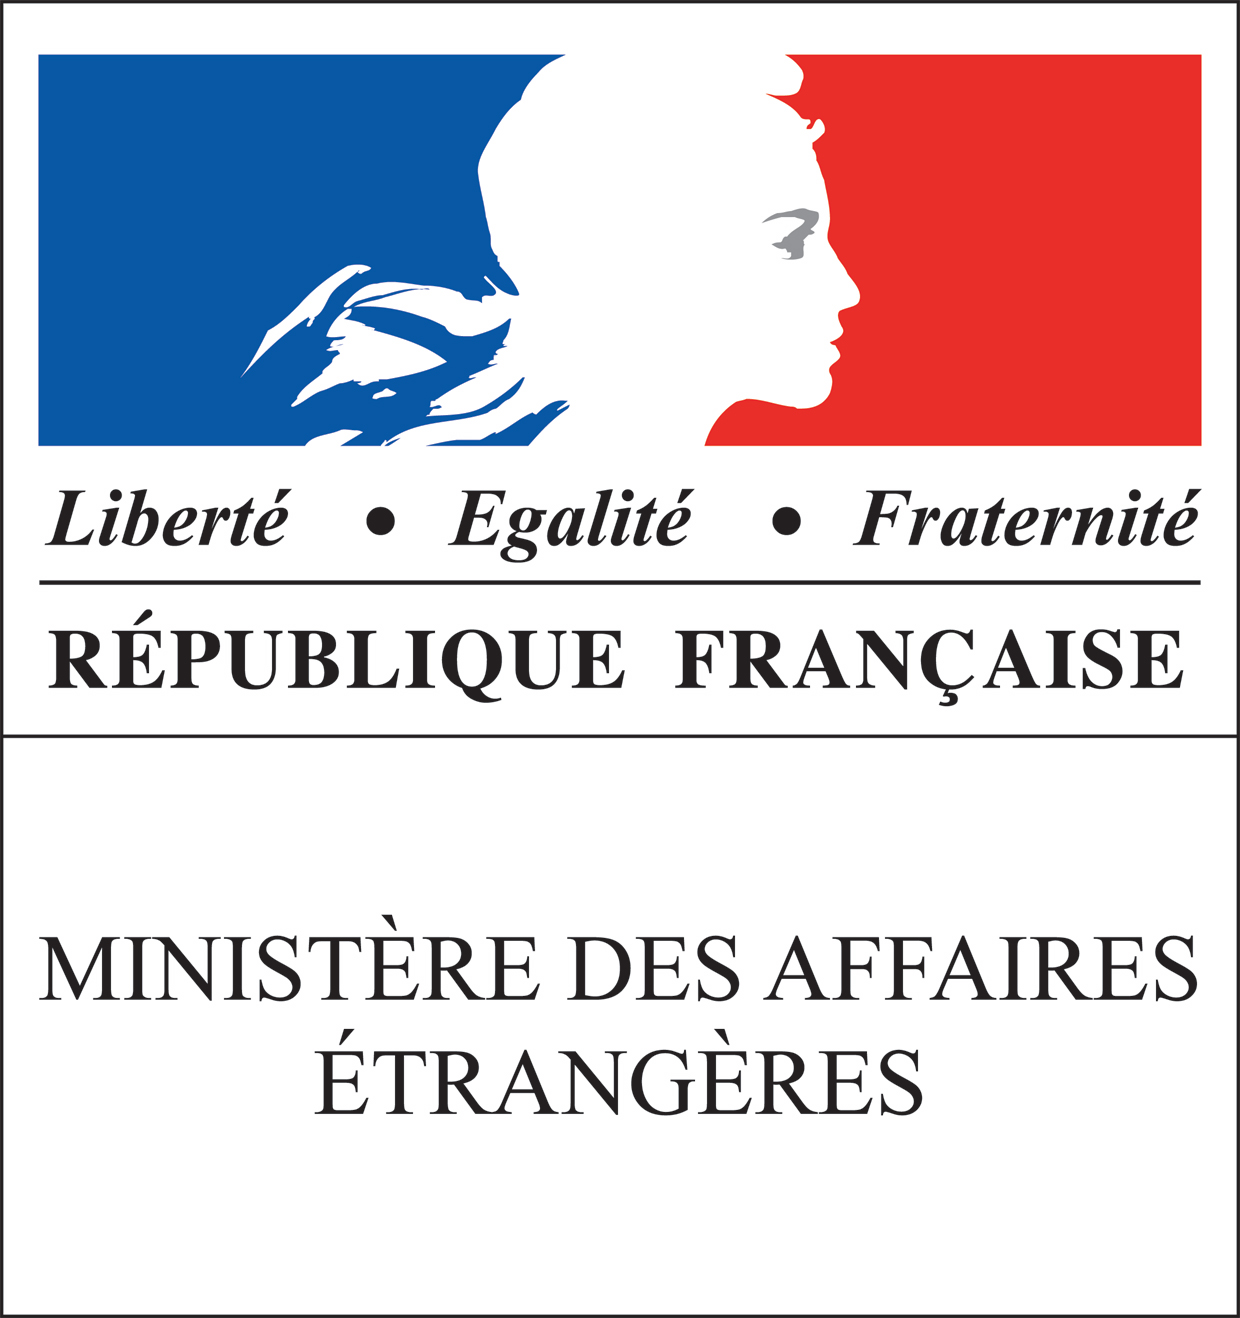 Liberté • Egalité • Fraternité
RÉPUBLIQUE FRANÇAISE
MINISTÈRE DES AFFAIRES
ÉTRANGÈRES